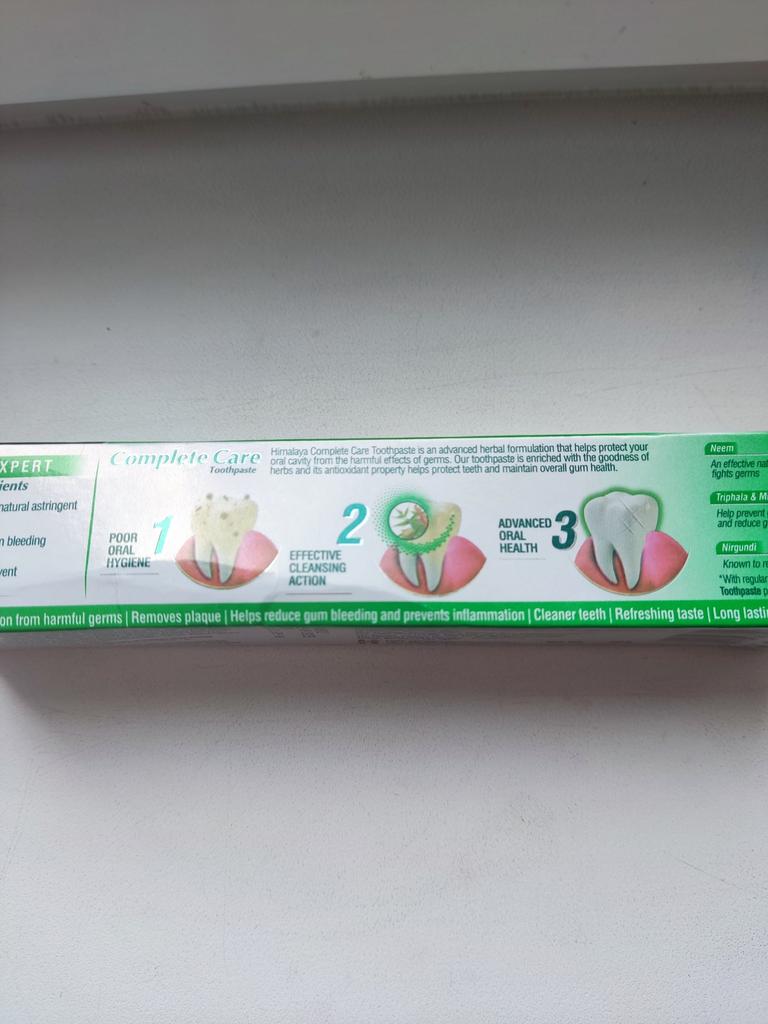 XPERT
ients
natural astringent
n bleeding
vent
Complete Care
Toothpaste
Himalaya Complete Care Toothpaste is an advanced herbal formulation that helps protect your
oral cavity from the harmful effects of germs. Our toothpaste is enriched with the goodness of
herbs and its antioxidant property helps protect teeth and maintain overall gum health.
POOR
ORAL
HYGIENE
1
EFFECTIVE
CLEANSING
ACTION
2
ADVANCED
ORAL
HEALTH
3
Neem
An effective nat
fights germs
Triphala & M
Help prevent
and reduce g
Nirgundi
Known to re
*With regular
Toothpaste p
on from harmful germs | Removes plaque | Helps reduce gum bleeding and prevents inflammation | Cleaner teeth | Refreshing taste | Long lasti